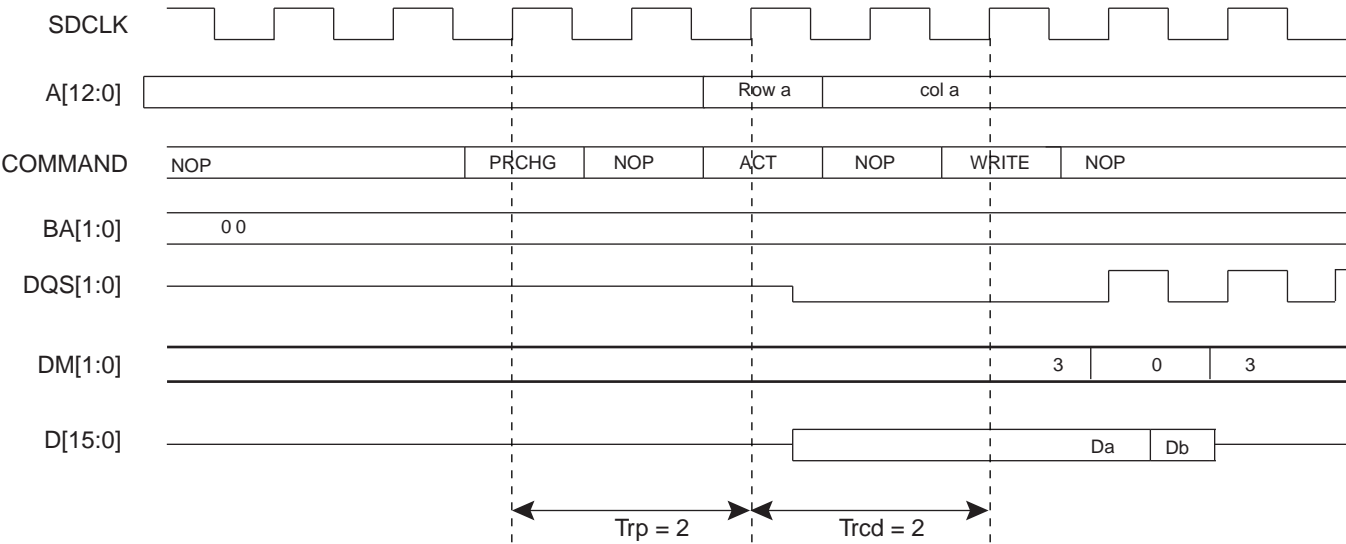 SDCLK
A[12:0] Row a col a
COMMAND NOP PRCHG NOP ACT NOP WRITE NOP
BA[1:0] 0 0
DQS[1:0]
DM[1:0] 3 0 3
D[15:0] Da Db
Trp = 2 Trcd = 2